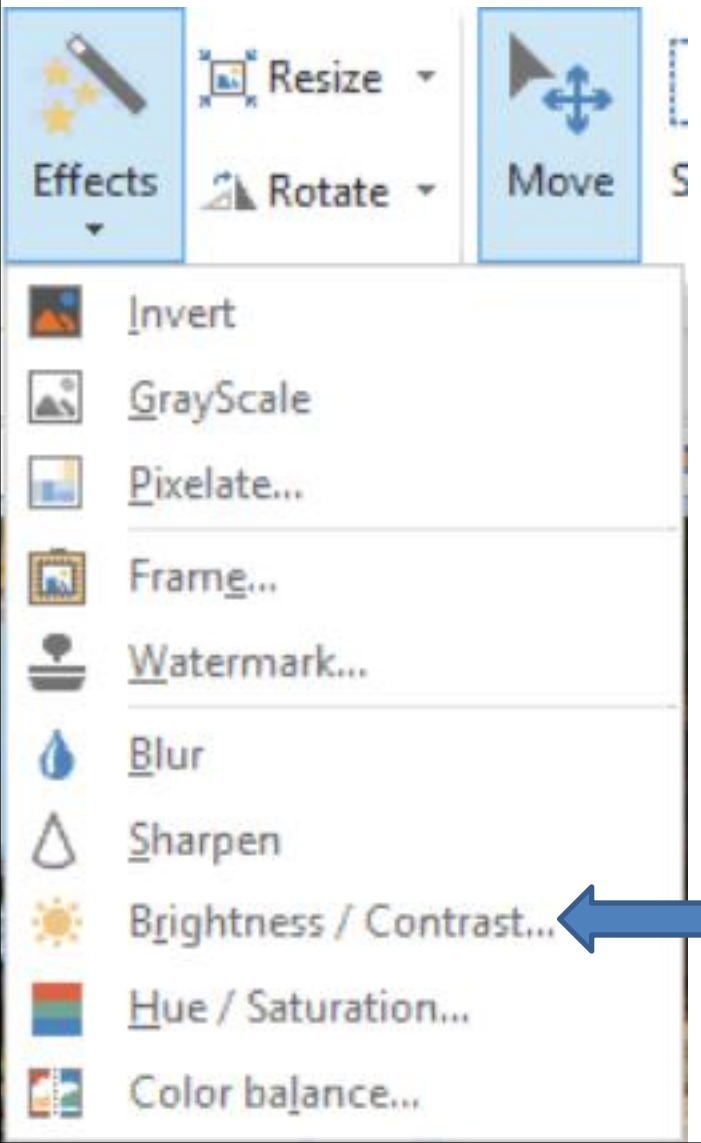 Resize
Effects
Rotate
Move
S
Invert
GrayScale
Pixelate...
Frame...
Watermark...
Blur
Sharpen
Brightness / Contrast...
Hue / Saturation...
Color balance...